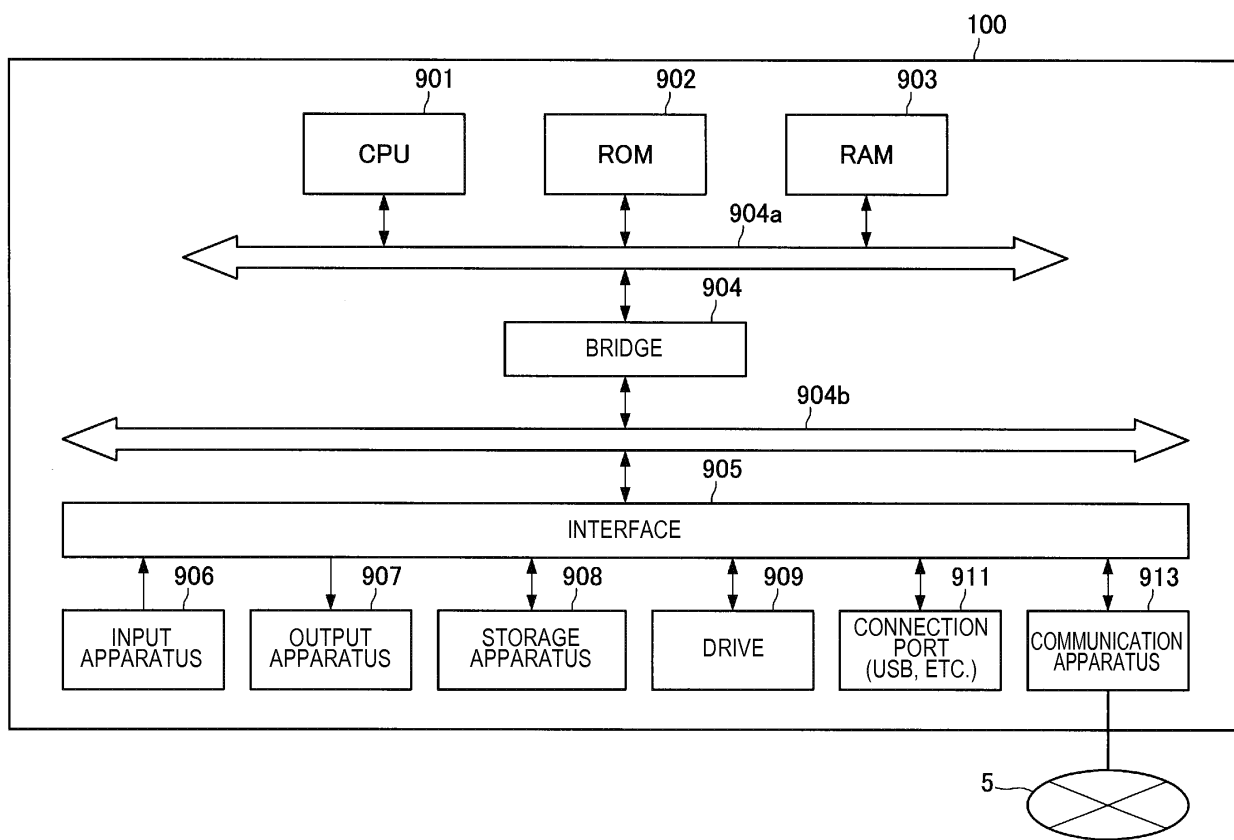 100
901
902
903
CPU
ROM
RAM
904a
904
BRIDGE
904b
905
INTERFACE
906
907
908
909
911
913
INPUT
APPARATUS
OUTPUT
APPARATUS
STORAGE
APPARATUS
DRIVE
CONNECTION
PORT
(USB, ETC.)
COMMUNICATION
APPARATUS
5